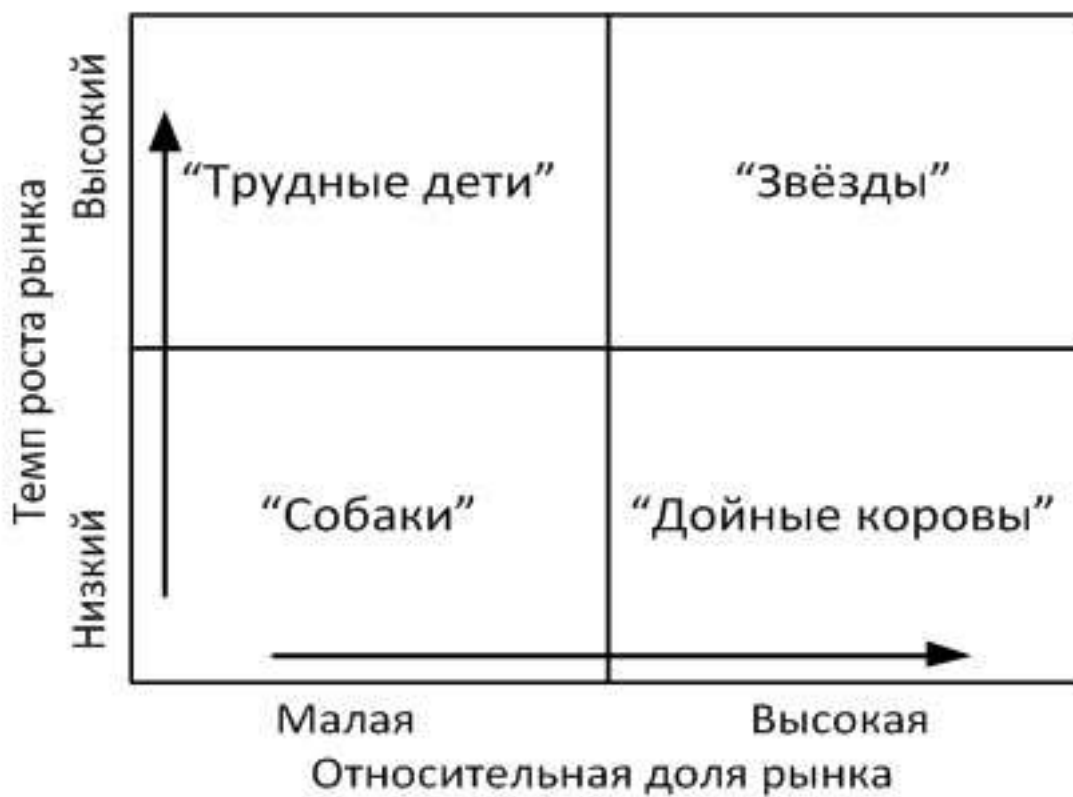 Темп роста рынка
Высокий
Низкий
“Трудные дети”
“Звёзды”
“Собаки”
“Дойные коровы”
Малая
Высокая
Относительная доля рынка